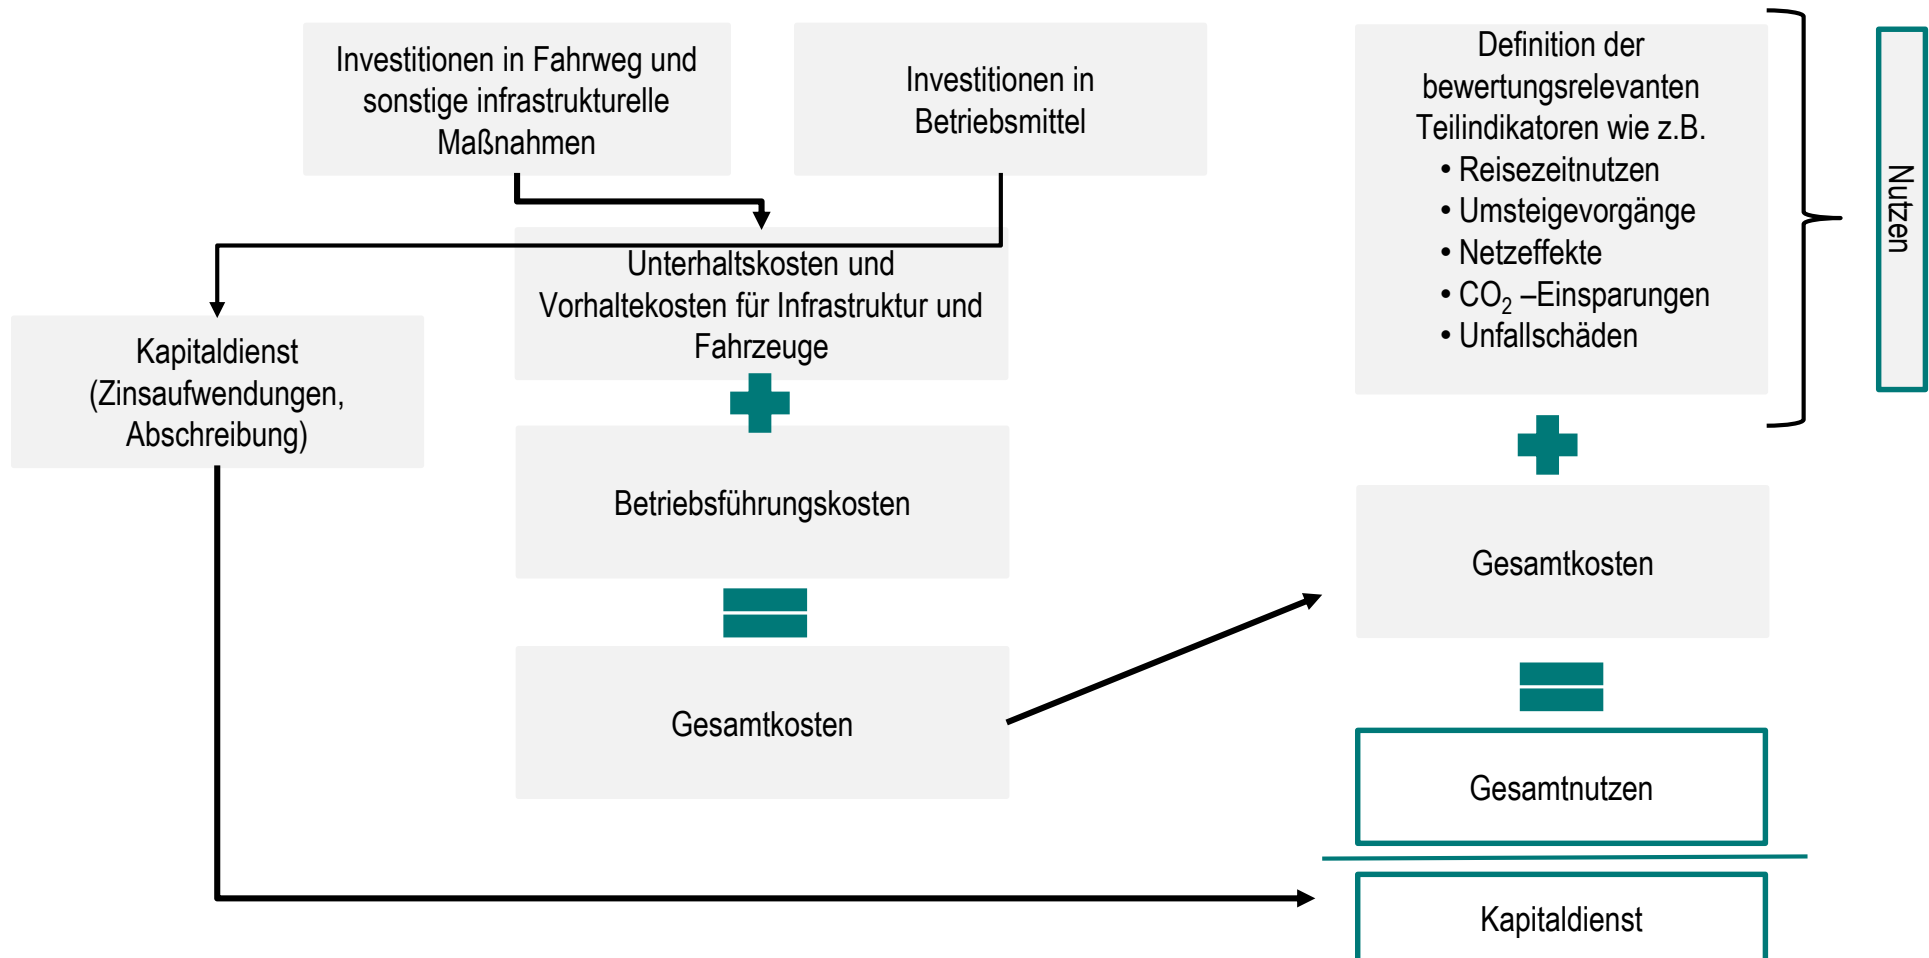 Investitionen in Fahrweg und
sonstige infrastrukturelle
Maßnahmen
Investitionen in
Betriebsmittel
Kapitaldienst
(Zinsaufwendungen,
Abschreibung)
Unterhaltskosten und
Vorhaltekosten für Infrastruktur und
Fahrzeuge
Betriebsführungskosten
Gesamtkosten
Definition der
bewertungsrelevanten
Teilindikatoren wie z.B.
• Reisezeitnutzen
• Umsteigevorgänge
• Netzeffekte
• CO₂ –Einsparungen
• Unfallschäden
Nutzen
Gesamtkosten
Gesamtnutzen
Kapitaldienst